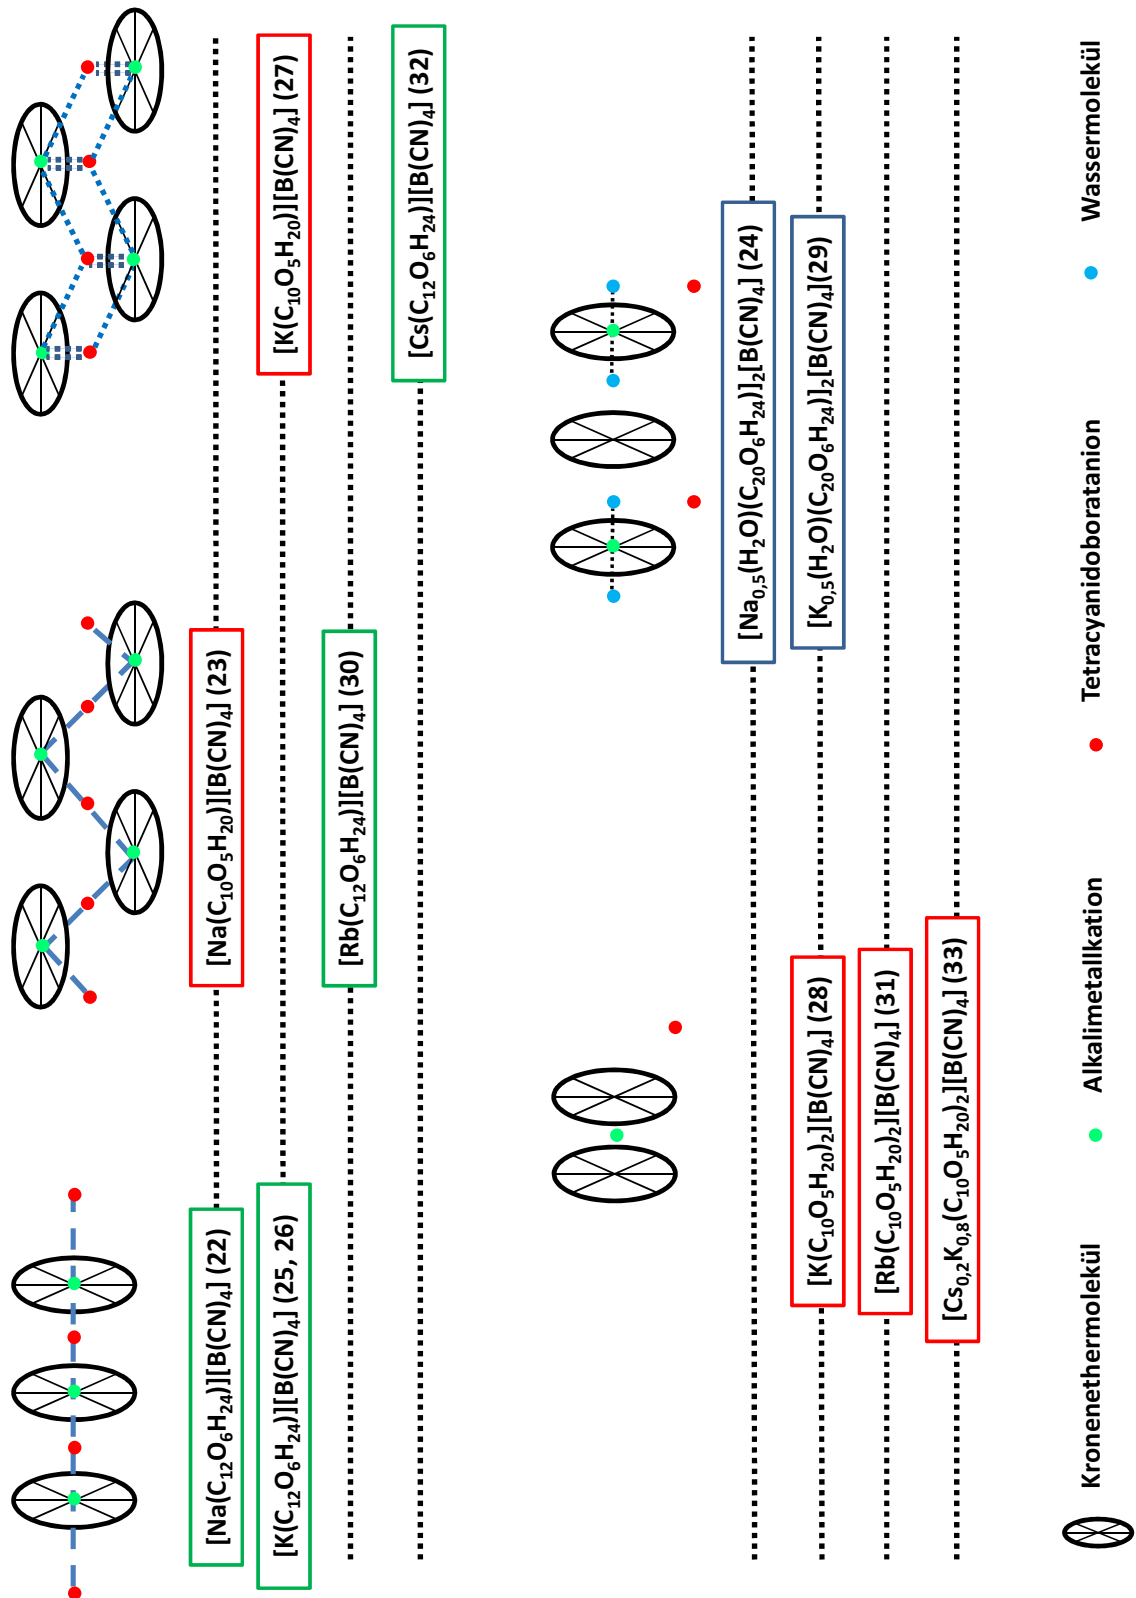 [Na(C₁₂O₆H₂₄)][B(CN)₄] (22)
[Na(C₁₀O₅H₂₀)][B(CN)₄] (23)
[K(C₁₂O₆H₂₄)][B(CN)₄] (25, 26)
[K(C₁₀O₅H₂₀)][B(CN)₄] (27)
[Rb(C₁₂O₆H₂₄)][B(CN)₄] (30)
[Cs(C₁₂O₆H₂₄)][B(CN)₄] (32)
[Na₀,₅(H₂O)(C₂₀O₆H₂₄)]₂[B(CN)₄] (24)
[K(C₁₀O₅H₂₀)₂][B(CN)₄] (28)
[K₀,₅(H₂O)(C₂₀O₆H₂₄)]₂[B(CN)₄](29)
[Rb(C₁₀O₅H₂₀)₂][B(CN)₄] (31)
[Cs₀,₂K₀,₈(C₁₀O₅H₂₀)₂][B(CN)₄] (33)
Kronenethermolekül
Alkalimetallkation
Tetracyanidoboratanion
Wassermolekül